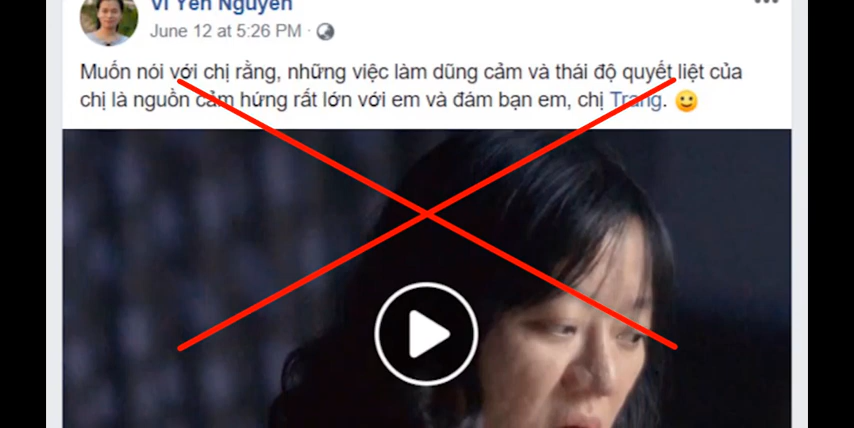 Vi Yên Nguyễn
June 12 at 5:26 PM ·
Muốn nói với chị rằng, những việc làm dũng cảm và thái độ quyết liệt của
chị là nguồn cảm hứng rất lớn với em và đám bạn em, chị Trang.